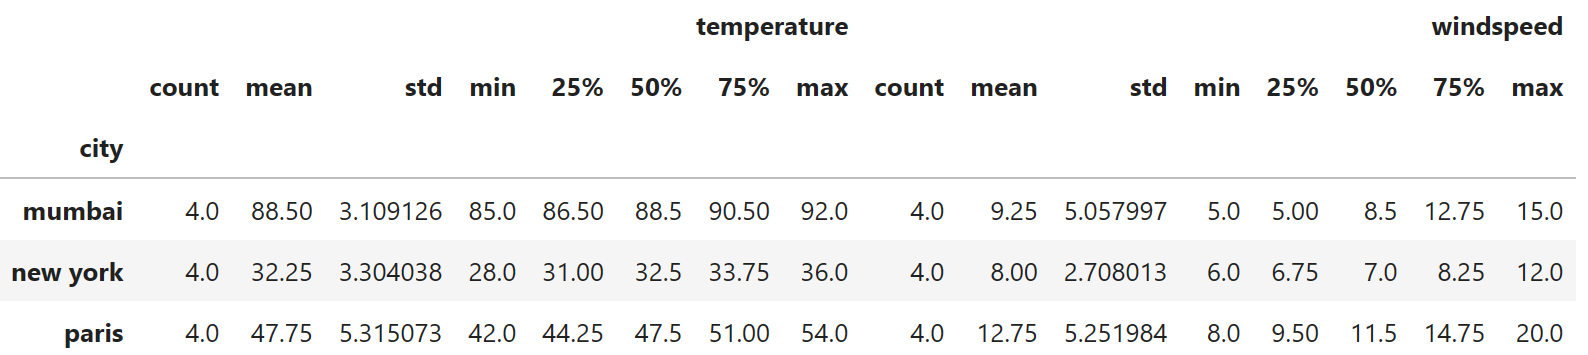 temperature windspeed
count mean std min 25% 50% 75% max count mean std min 25% 50% 75% max
city
mumbai 4.0 88.50 3.109126 85.0 86.50 88.5 90.50 92.0 4.0 9.25 5.057997 5.0 5.00 8.5 12.75 15.0
new york 4.0 32.25 3.304038 28.0 31.00 32.5 33.75 36.0 4.0 8.00 2.708013 6.0 6.75 7.0 8.25 12.0
paris 4.0 47.75 5.315073 42.0 44.25 47.5 51.00 54.0 4.0 12.75 5.251984 8.0 9.50 11.5 14.75 20.0